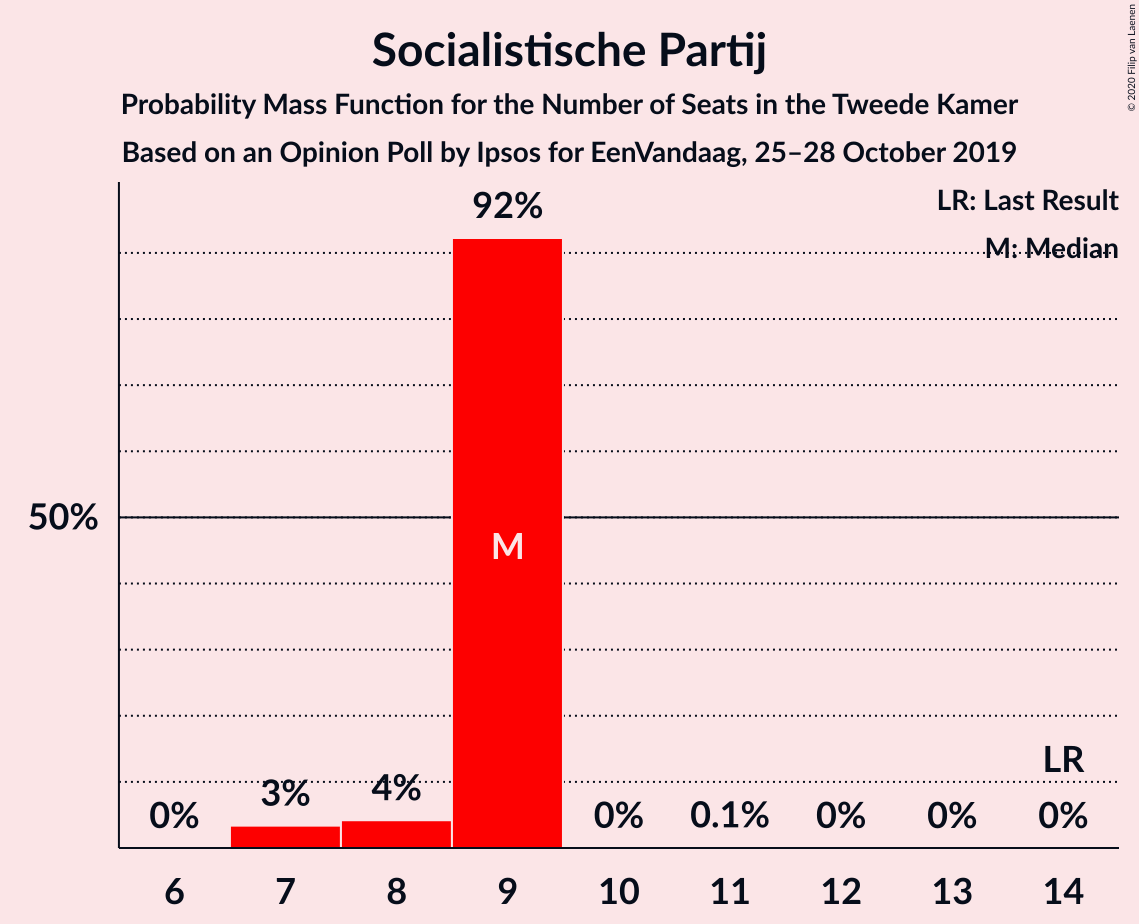 Socialistische Partij
Probability Mass Function for the Number of Seats in the Tweede Kamer
Based on an Opinion Poll by Ipsos for EenVandaag, 25–28 October 2019
© 2020 Filip van Laenen
LR: Last Result
M: Median
92%
50%
M
LR
3%
4%
0%
0%
0.1%
0%
0%
0%
6
7
8
9
10
11
12
13
14